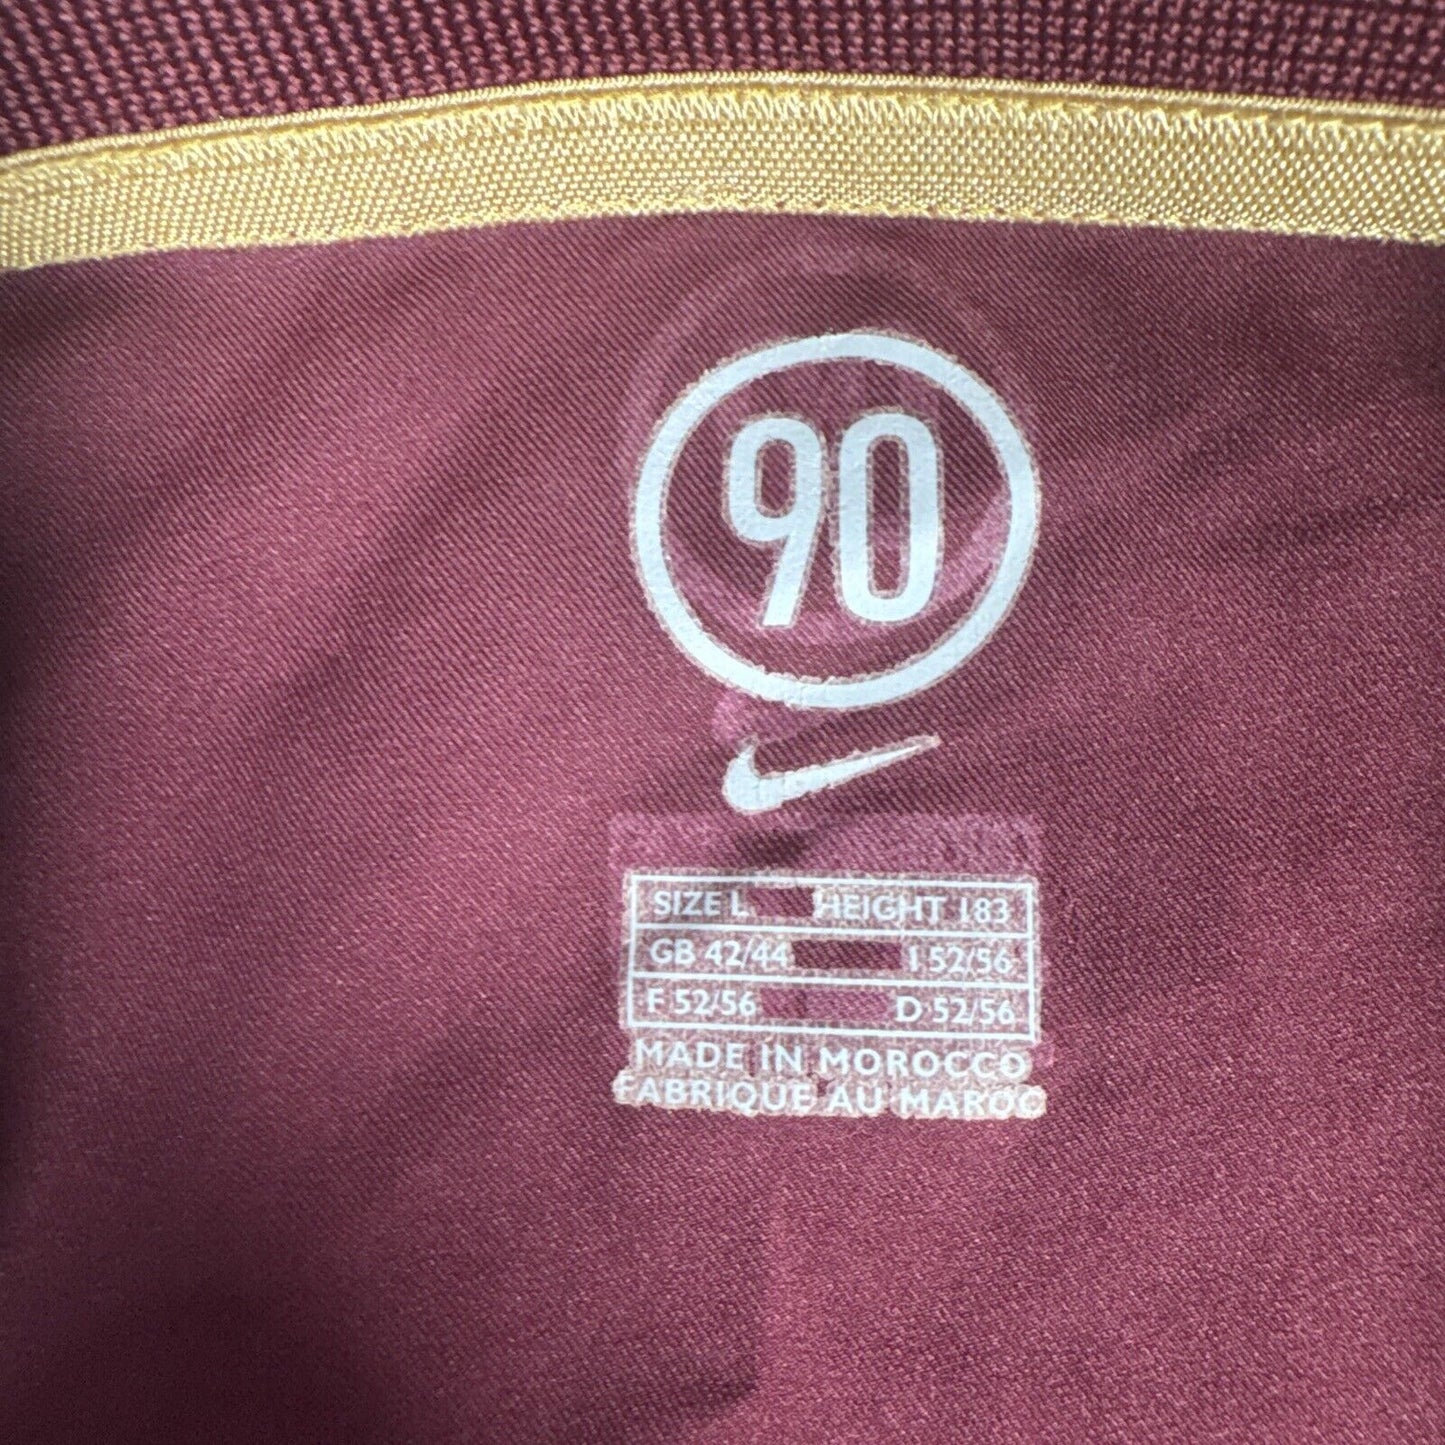 90
SIZE L HEIGHT 183
GB 42/44 I 52/56
F 52/56 D 52/56
MADE IN MOROCCO
FABRIQUE AU MAROC